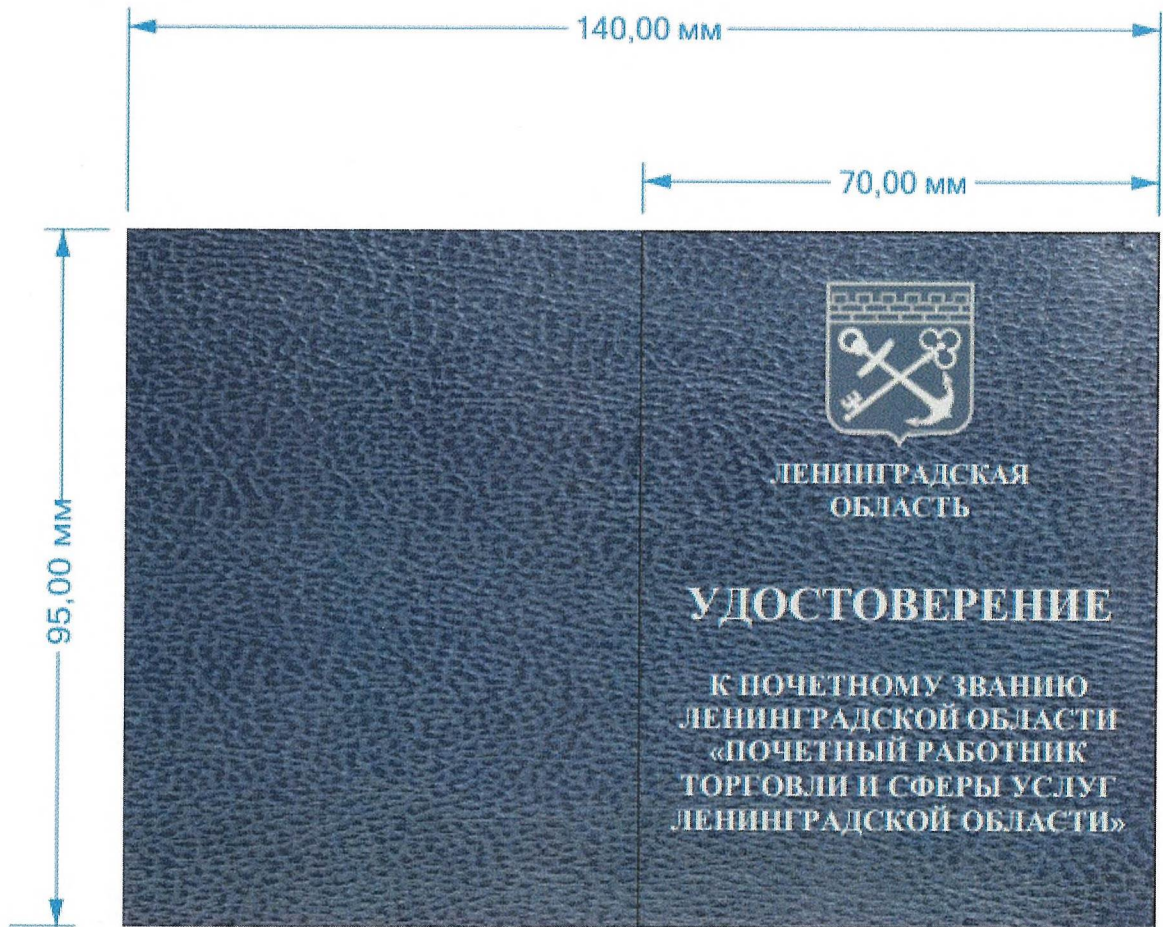 140,00 мм
70,00 мм
95,00 мм
ЛЕНИНГРАДСКАЯ
ОБЛАСТЬ
УДОСТОВЕРЕНИЕ
К ПОЧЕТНОМУ ЗВАНИЮ
ЛЕНИНГРАДСКОЙ ОБЛАСТИ
«ПОЧЕТНЫЙ РАБОТНИК
ТОРГОВЛИ И СФЕРЫ УСЛУГ
ЛЕНИНГРАДСКОЙ ОБЛАСТИ»